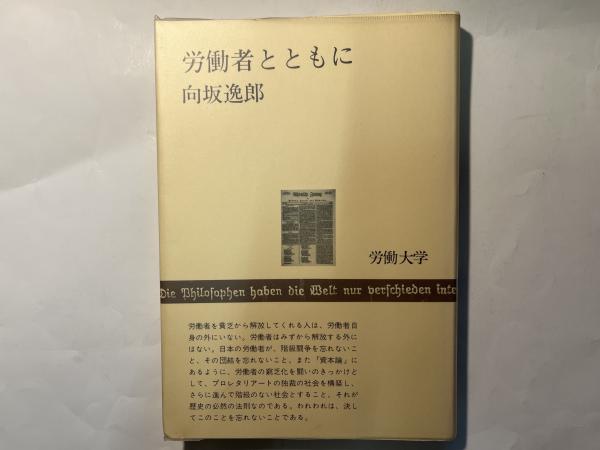 労働者とともに
向坂逸郎
労働大学
Die Philosophen haben die Welt nur verschieden inte
労働者を貧乏から解放してくれる人は、労働者自
身の外にいない。労働者はみずから解放する外に
はない。日本の労働者が、階級闘争を忘れないこ
と、その団結を忘れないこと、また「資本論」に
あるように、労働者の窮乏化を闘いのきっかけと
して、プロレタリアートの独裁の社会を構築し、
さらに進んで階級のない社会とすること、それが
歴史の必然の法則なのである。われわれは、決し
てこのことを忘れないことである。